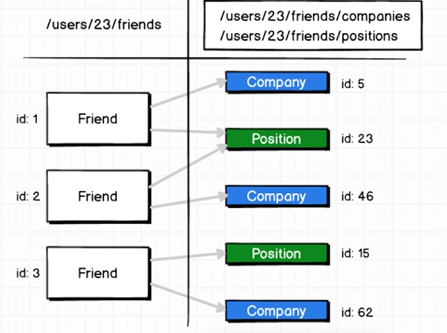 /users/23/friends
/users/23/friends/companies
/users/23/friends/positions
Company id: 5
id: 1 Friend
Position id: 23
id: 2 Friend
Company id: 46
Position id: 15
id: 3 Friend
Company id: 62